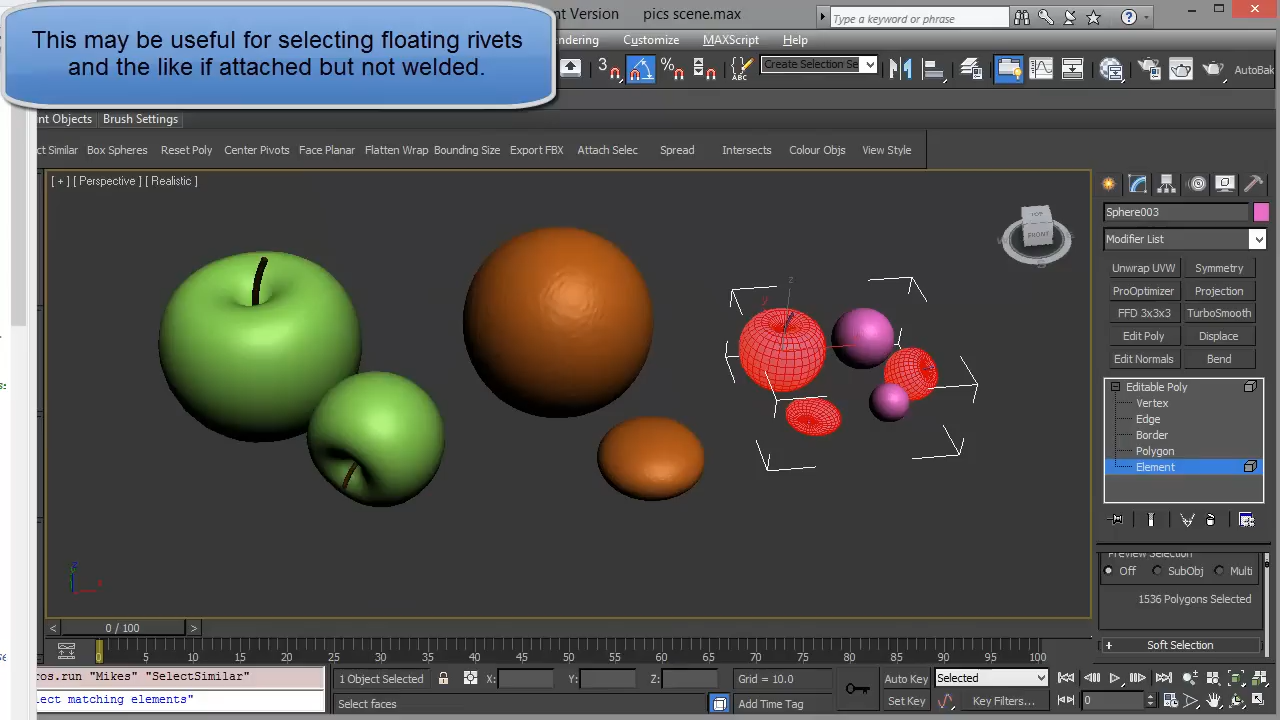 This may be useful for selecting floating rivets
and the like if attached but not welded.
nt Version pics scene.max
Type a keyword or phrase
ndering Customize MAXScript Help
3 % ABC Create Selection Se AutoBak
nt Objects Brush Settings
ct Similar Box Spheres Reset Poly Center Pivots Face Planar Flatten Wrap Bounding Size Export FBX Attach Selec Spread Intersects Colour Objs View Style
[ + ] [ Perspective ] [ Realistic ]
TOP
FRONT
Sphere003
Modifier List
Unwrap UVW Symmetry
ProOptimizer Projection
FFD 3x3x3 TurboSmooth
Edit Poly Displace
Edit Normals Bend
Editable Poly
Vertex
Edge
Border
Polygon
Element
Preview Selection
Off SubObj Multi
1536 Polygons Selected
Soft Selection
z
y
x
< 0 / 100 >
0 5 10 15 20 25 30 35 40 45 50 55 60 65 70 75 80 85 90 95 100
ros.run "Mikes" "SelectSimilar"
ect matching elements"
1 Object Selected X: Y: Z: Grid = 10.0 Auto Key Selected
Select faces Add Time Tag Set Key Key Filters... 0